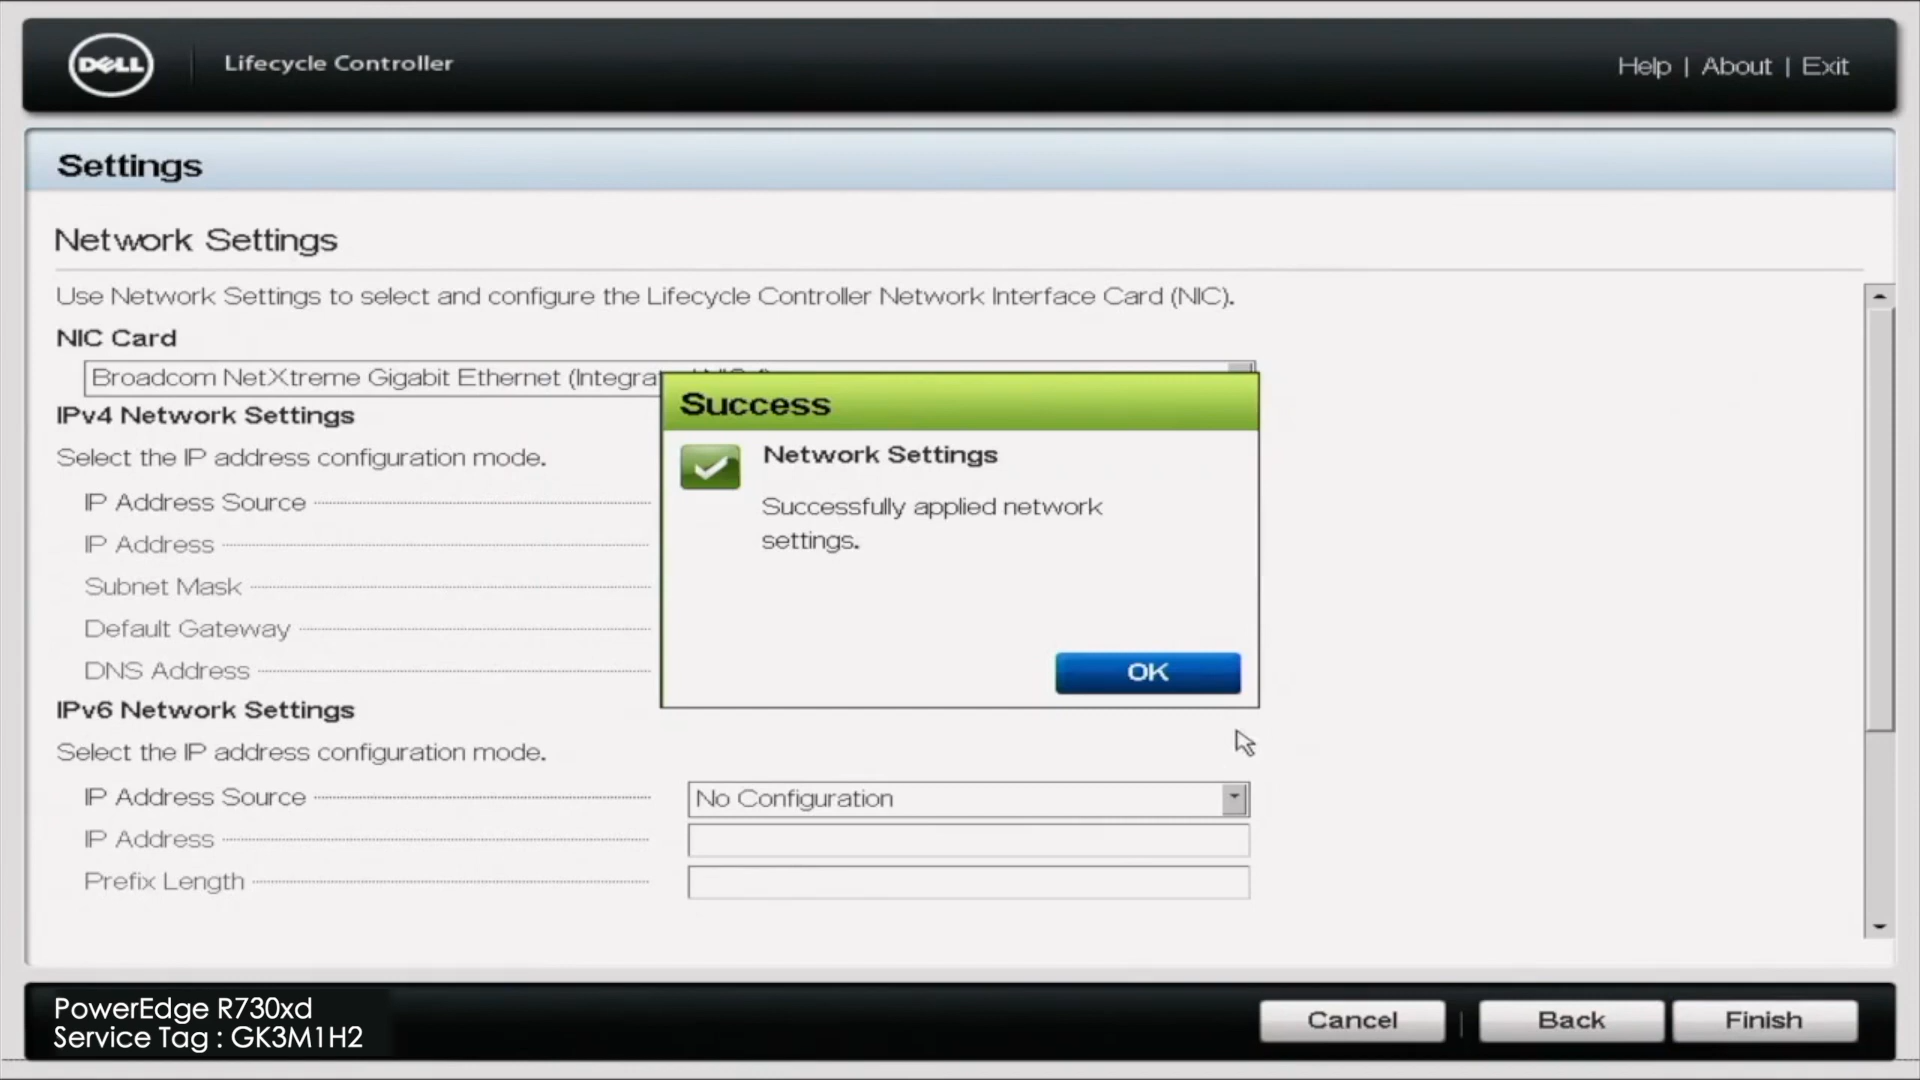 DELL
Lifecycle Controller
Help | About | Exit
Settings
Network Settings
Use Network Settings to select and configure the Lifecycle Controller Network Interface Card (NIC).
NIC Card
Broadcom NetXtreme Gigabit Ethernet
IPv4 Network Settings
Select the IP address configuration mode.
IP Address Source
IP Address
Subnet Mask
Default Gateway
DNS Address
Success
Network Settings
Successfully applied network
settings.
OK
IPv6 Network Settings
Select the IP address configuration mode.
IP Address Source No Configuration
IP Address
Prefix Length
PowerEdge R730xd
Service Tag : GK3M1H2
Cancel | Back Finish